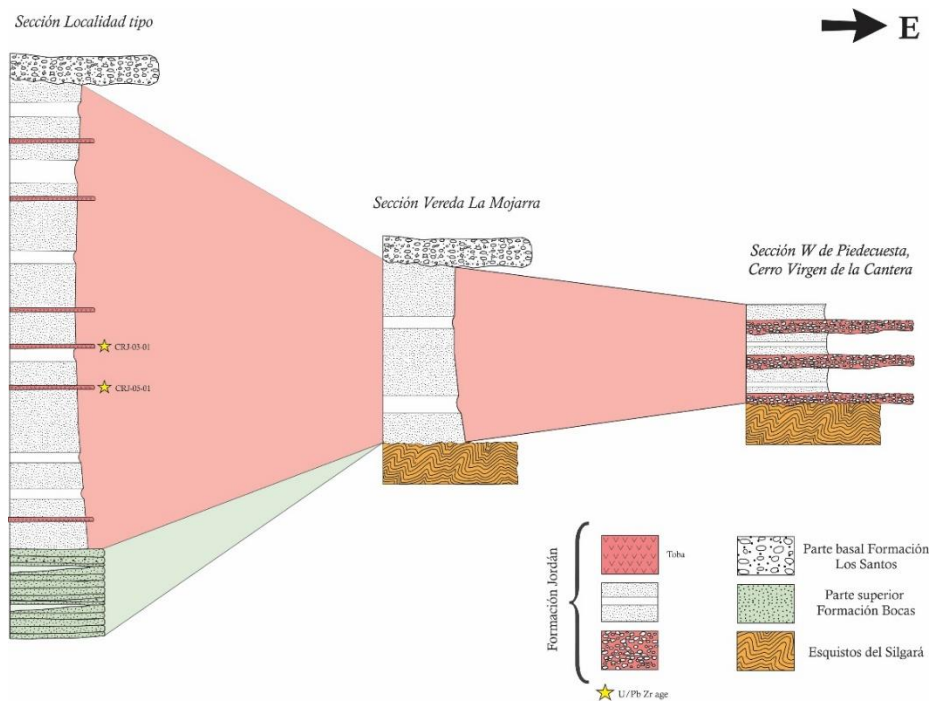 Sección Localidad tipo
E
Sección Vereda La Mojarra
Sección W de Piedecuesta,
Cerro Virgen de la Cantera
CRJ-03-01
CRJ-05-01
Formación Jordán
Toba
U/Pb Zr age
Parte basal Formación
Los Santos
Parte superior
Formación Bocas
Esquistos del Silgará